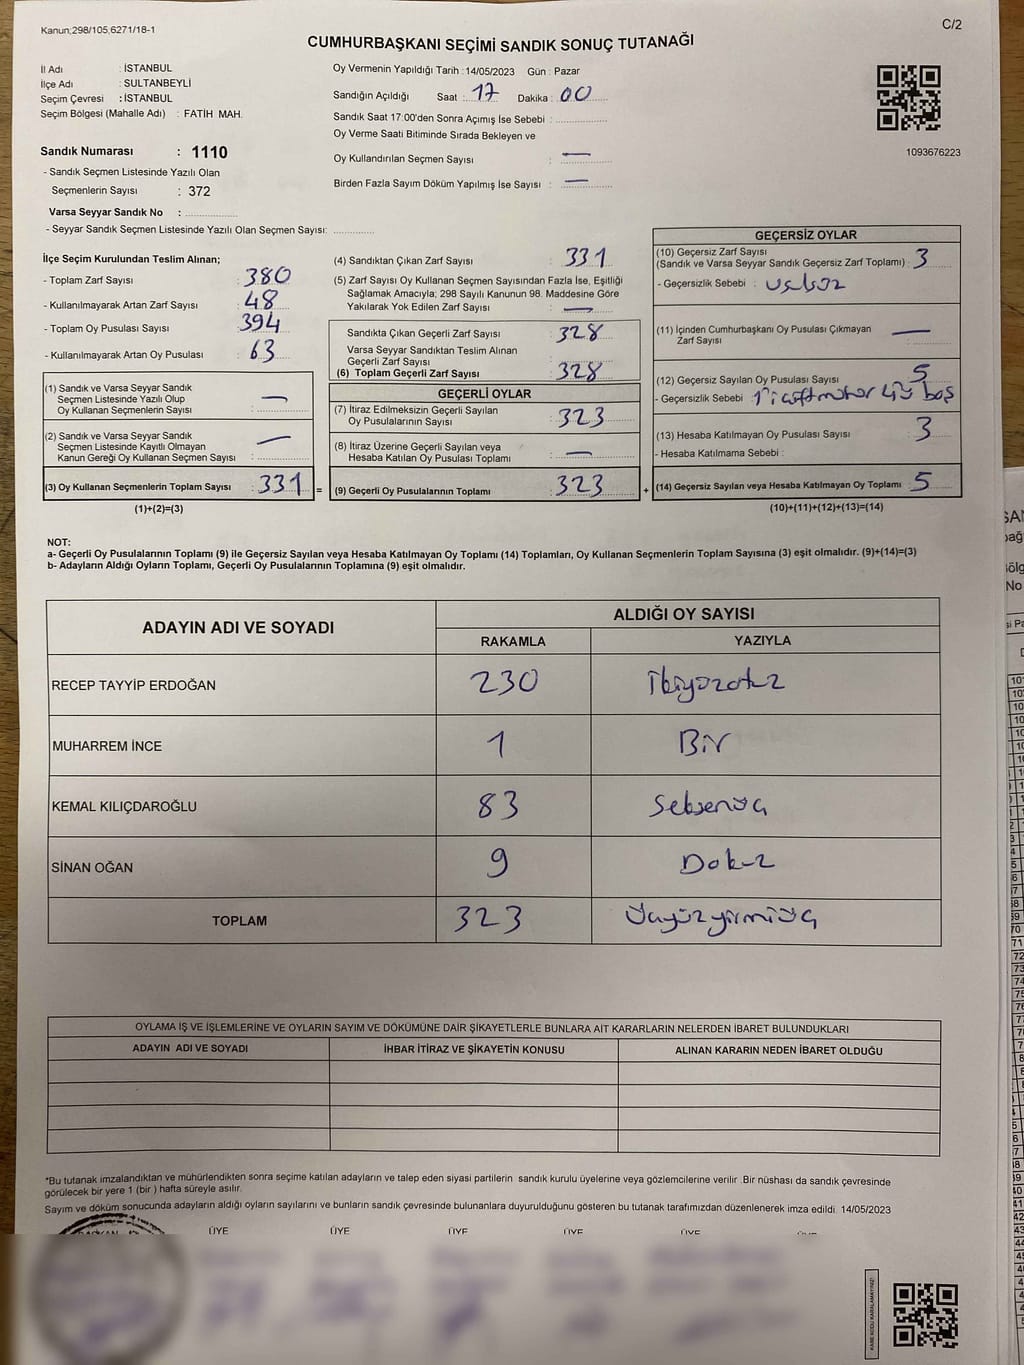 Kanun;298/105,6271/18-1
C/2
CUMHURBAŞKANI SEÇİMİ SANDIK SONUÇ TUTANAĞI
İl Adı : İSTANBUL
İlçe Adı : SULTANBEYLİ
Seçim Çevresi : İSTANBUL
Seçim Bölgesi (Mahalle Adı) : FATİH MAH.
Oy Vermenin Yapıldığı Tarih : 14/05/2023 Gün : Pazar
Sandığın Açıldığı Saat : 17 Dakika : 00
Sandık Saat 17:00'den Sonra Açımış İse Sebebi :
Oy Verme Saati Bitiminde Sırada Bekleyen ve
Oy Kullandırılan Seçmen Sayısı : —
Birden Fazla Sayım Döküm Yapılmış İse Sayısı : —
1093676223
Sandık Numarası : 1110
- Sandık Seçmen Listesinde Yazılı Olan
Seçmenlerin Sayısı : 372
Varsa Seyyar Sandık No :
- Seyyar Sandık Seçmen Listesinde Yazılı Olan Seçmen Sayısı:
İlçe Seçim Kurulundan Teslim Alınan;
- Toplam Zarf Sayısı : 380
- Kullanılmayarak Artan Zarf Sayısı : 48
- Toplam Oy Pusulası Sayısı : 394
- Kullanılmayarak Artan Oy Pusulası : 63
(1) Sandık ve Varsa Seyyar Sandık
Seçmen Listesinde Yazılı Olup
Oy Kullanan Seçmenlerin Sayısı : —
(2) Sandık ve Varsa Seyyar Sandık
Seçmen Listesinde Kayıtlı Olmayan
Kanun Gereği Oy Kullanan Seçmen Sayısı : —
(3) Oy Kullanan Seçmenlerin Toplam Sayısı : 331 =
(1)+(2)=(3)
(4) Sandıktan Çıkan Zarf Sayısı : 331
(5) Zarf Sayısı Oy Kullanan Seçmen Sayısından Fazla İse, Eşitliği
Sağlamak Amacıyla; 298 Sayılı Kanunun 98. Maddesine Göre
Yakılarak Yok Edilen Zarf Sayısı : —
Sandıkta Çıkan Geçerli Zarf Sayısı : 328
Varsa Seyyar Sandıktan Teslim Alınan
Geçerli Zarf Sayısı :
(6) Toplam Geçerli Zarf Sayısı : 328
GEÇERLİ OYLAR
(7) İtiraz Edilmeksizin Geçerli Sayılan
Oy Pusulalarının Sayısı : 323
(8) İtiraz Üzerine Geçerli Sayılan veya
Hesaba Katılan Oy Pusulası Toplamı : —
(9) Geçerli Oy Pusulalarının Toplamı : 323 +
GEÇERSİZ OYLAR
(10) Geçersiz Zarf Sayısı
(Sandık ve Varsa Seyyar Sandık Geçersiz Zarf Toplamı) : 3
- Geçersizlik Sebebi :
(11) İçinden Cumhurbaşkanı Oy Pusulası Çıkmayan
Zarf Sayısı : —
(12) Geçersiz Sayılan Oy Pusulası Sayısı : 5
- Geçersizlik Sebebi : boş
(13) Hesaba Katılmayan Oy Pusulası Sayısı : 3
- Hesaba Katılmama Sebebi :
(14) Geçersiz Sayılan veya Hesaba Katılmayan Oy Toplamı : 5
(10)+(11)+(12)+(13)=(14)
NOT:
a- Geçerli Oy Pusulalarının Toplamı (9) ile Geçersiz Sayılan veya Hesaba Katılmayan Oy Toplamı (14) Toplamları, Oy Kullanan Seçmenlerin Toplam Sayısına (3) eşit olmalıdır. (9)+(14)=(3)
b- Adayların Aldığı Oyların Toplamı, Geçerli Oy Pusulalarının Toplamına (9) eşit olmalıdır.
ADAYIN ADI VE SOYADI
ALDIĞI OY SAYISI
RAKAMLA YAZIYLA
RECEP TAYYİP ERDOĞAN 230
MUHARREM İNCE 1 Bir
KEMAL KILIÇDAROĞLU 83 Seksenüç
SİNAN OĞAN 9 Dokuz
TOPLAM 323 Üçyüzyirmiüç
OYLAMA İŞ VE İŞLEMLERİNE VE OYLARIN SAYIM VE DÖKÜMÜNE DAİR ŞİKAYETLERLE BUNLARA AİT KARARLARIN NELERDEN İBARET BULUNDUKLARI
ADAYIN ADI VE SOYADI İHBAR İTİRAZ VE ŞİKAYETİN KONUSU ALINAN KARARIN NEDEN İBARET OLDUĞU
*Bu tutanak imzalandıktan ve mühürlendikten sonra seçime katılan adayların ve talep eden siyasi partilerin sandık kurulu üyelerine veya gözlemcilerine verilir .Bir nüshası da sandık çevresinde
görülecek bir yere 1 (bir ) hafta süreyle asılır.
Sayım ve döküm sonucunda adayların aldığı oyların sayılarını ve bunların sandık çevresinde bulunanlara duyurulduğunu gösteren bu tutanak tarafımızdan düzenlenerek imza edildi. 14/05/2023
ÜYE ÜYE ÜYE ÜYE ÜYE
KARE KODU KARALAMAYINIZ!